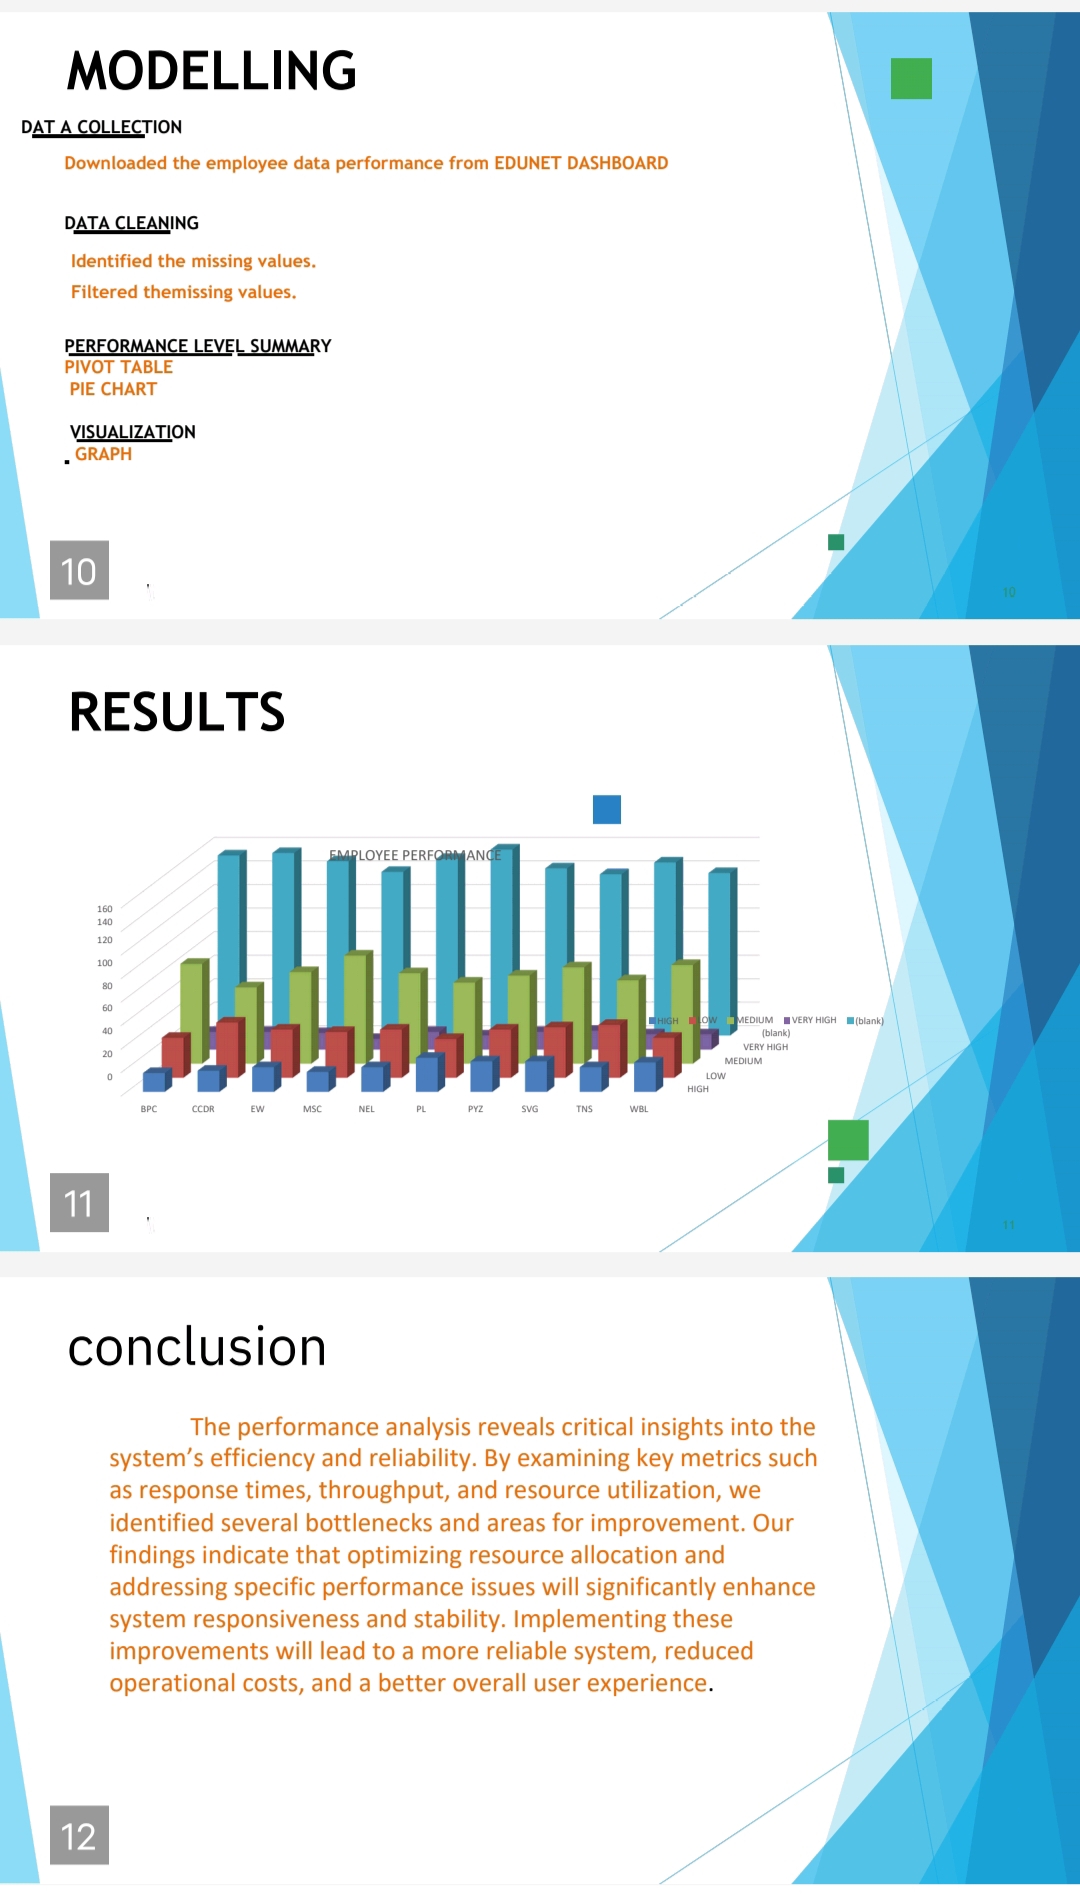 MODELLING
DAT A COLLECTION
Downloaded the employee data performance from EDUNET DASHBOARD
DATA CLEANING
Identified the missing values.
Filtered themissing values.
PERFORMANCE LEVEL SUMMARY
PIVOT TABLE
PIE CHART
VISUALIZATION
GRAPH
10
10
RESULTS
EMPLOYEE PERFORMANCE
160
140
120
100
80
60
40
20
0
HIGH LOW MEDIUM VERY HIGH (blank)
(blank)
VERY HIGH
MEDIUM
LOW
HIGH
BPC CCDR EW MSC NEL PL PYZ SVG TNS WBL
11
11
conclusion
The performance analysis reveals critical insights into the
system’s efficiency and reliability. By examining key metrics such
as response times, throughput, and resource utilization, we
identified several bottlenecks and areas for improvement. Our
findings indicate that optimizing resource allocation and
addressing specific performance issues will significantly enhance
system responsiveness and stability. Implementing these
improvements will lead to a more reliable system, reduced
operational costs, and a better overall user experience.
12